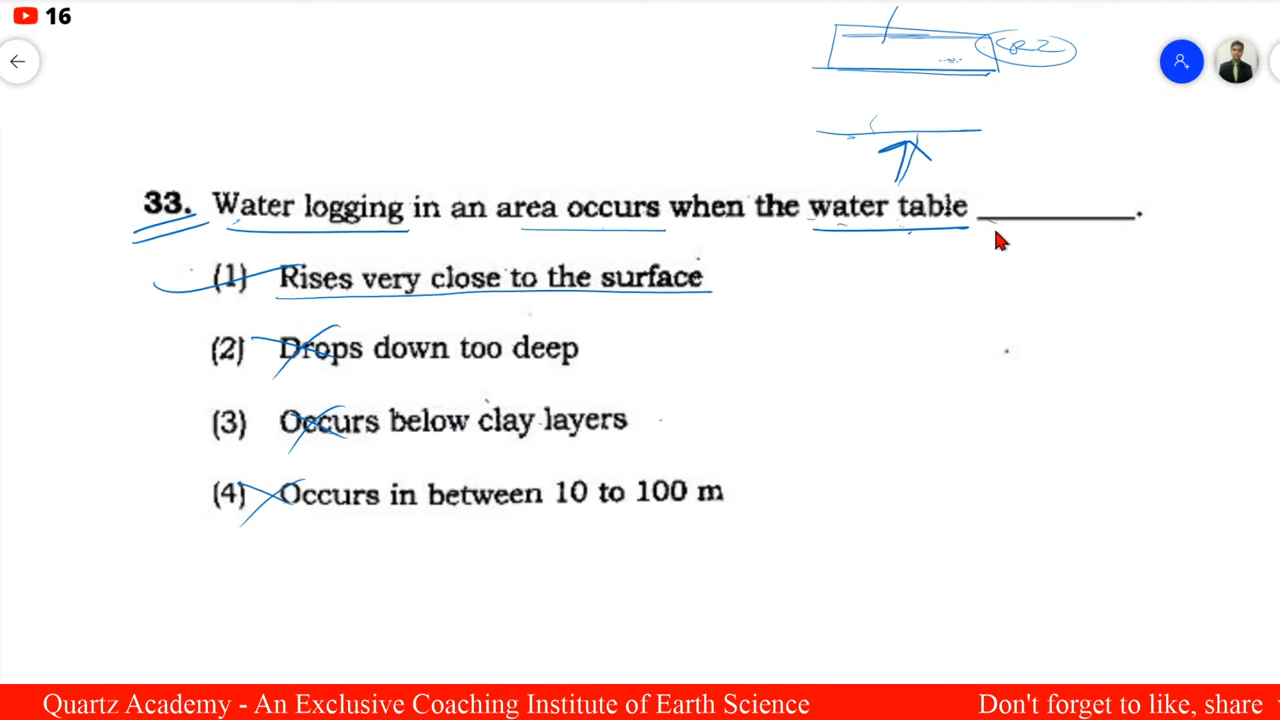 16
33. Water logging in an area occurs when the water table __________.
(1) Rises very close to the surface
(2) Drops down too deep
(3) Occurs below clay layers
(4) Occurs in between 10 to 100 m
Quartz Academy - An Exclusive Coaching Institute of Earth Science Don't forget to like, share